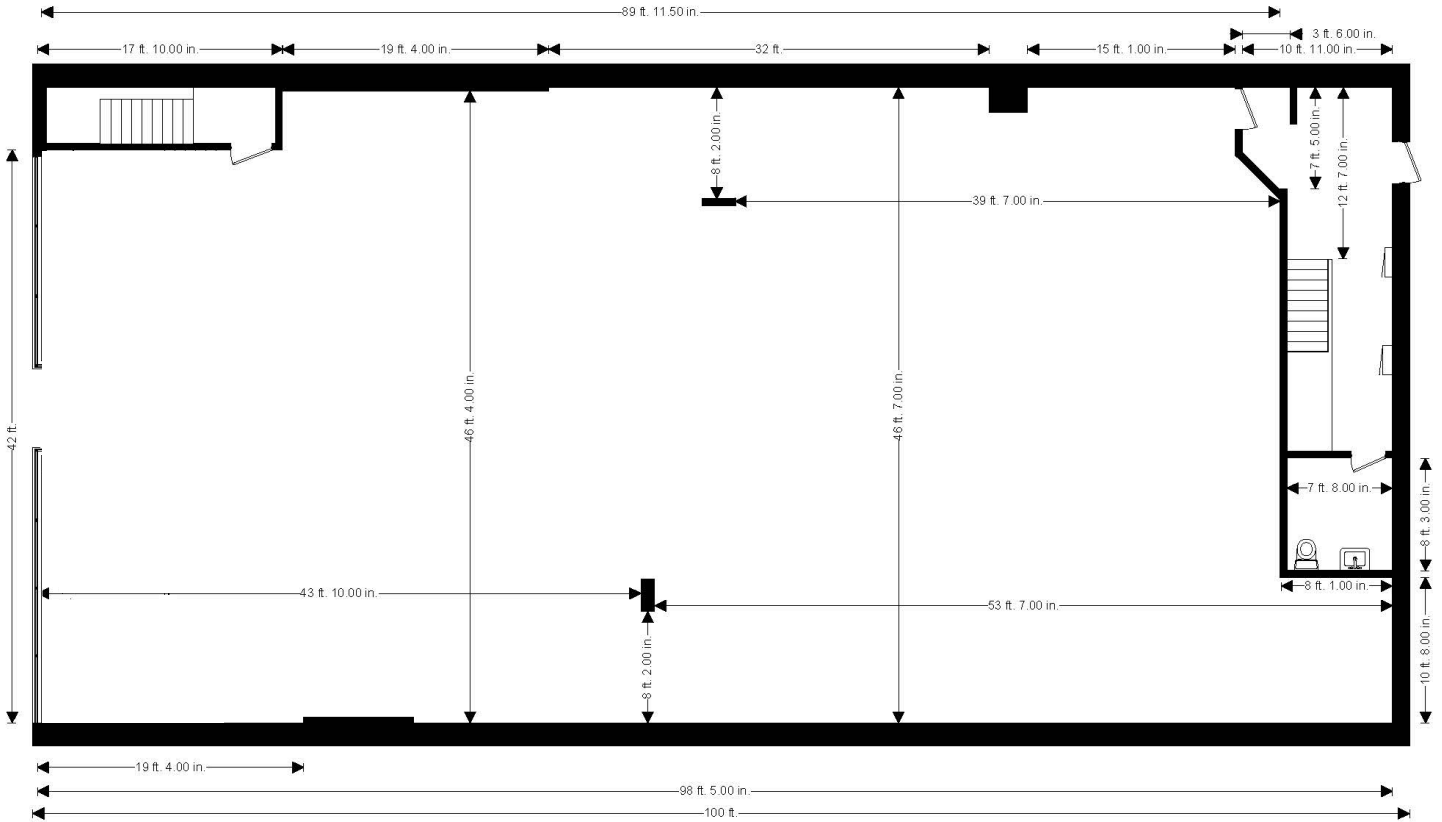 89 ft. 11.50 in.
3 ft. 6.00 in.
17 ft. 10.00 in.
19 ft. 4.00 in.
32 ft.
15 ft. 1.00 in.
10 ft. 11.00 in.
8 ft. 2.00 in.
7 ft. 5.00 in.
12 ft. 7.00 in.
39 ft. 7.00 in.
42 ft.
46 ft. 4.00 in.
46 ft. 7.00 in.
7 ft. 8.00 in.
8 ft. 3.00 in.
43 ft. 10.00 in.
8 ft. 1.00 in.
53 ft. 7.00 in.
8 ft. 2.00 in.
10 ft. 8.00 in.
19 ft. 4.00 in.
98 ft. 5.00 in.
100 ft.